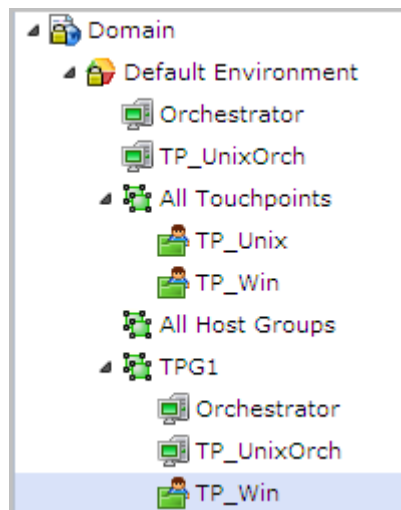 Domain
Default Environment
Orchestrator
TP_UnixOrch
All Touchpoints
TP_Unix
TP_Win
All Host Groups
TPG1
Orchestrator
TP_UnixOrch
TP_Win